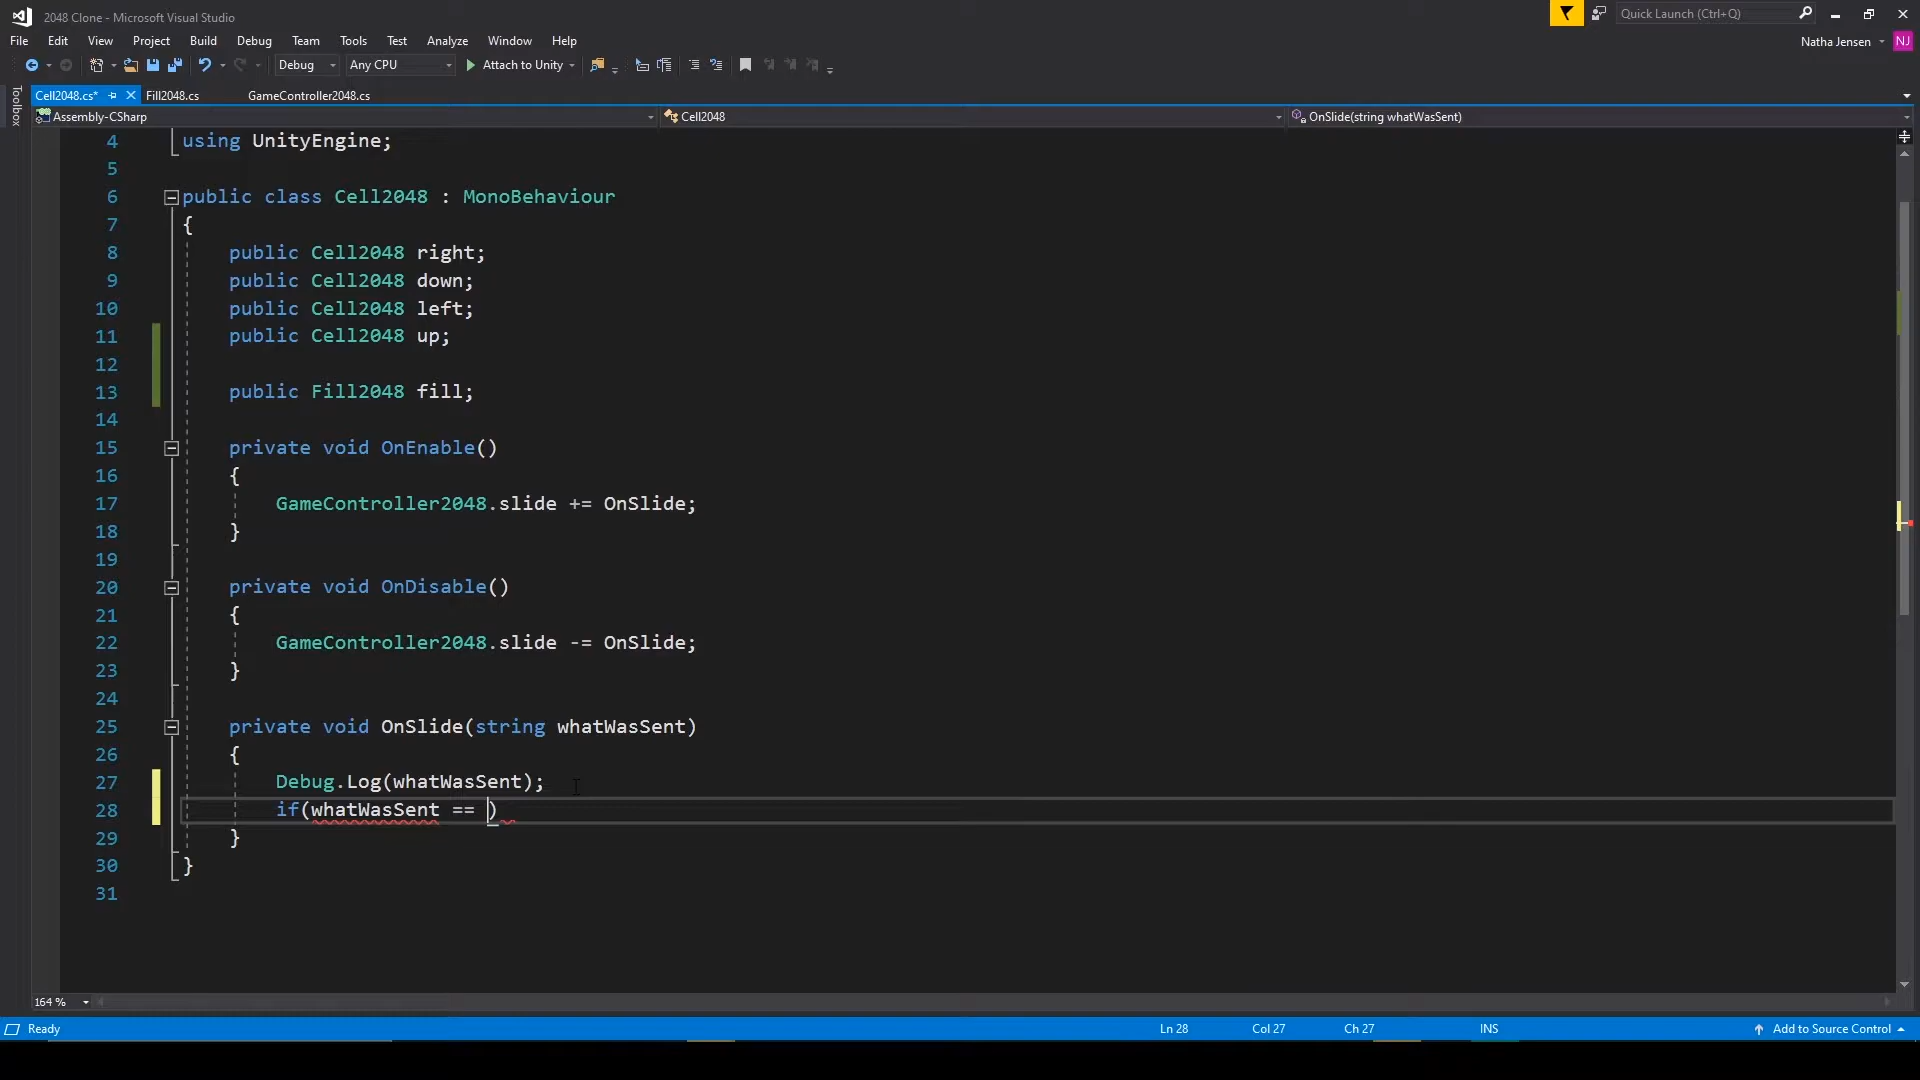 2048 Clone - Microsoft Visual Studio
Quick Launch (Ctrl+Q)
File Edit View Project Build Debug Team Tools Test Analyze Window Help
Natha Jensen NJ
Debug Any CPU Attach to Unity
Toolbox
Cell2048.cs* Fill2048.cs GameController2048.cs
Assembly-CSharp Cell2048 OnSlide(string whatWasSent)
4 using UnityEngine;
5
6 public class Cell2048 : MonoBehaviour
7 {
8 public Cell2048 right;
9 public Cell2048 down;
10 public Cell2048 left;
11 public Cell2048 up;
12
13 public Fill2048 fill;
14
15 private void OnEnable()
16 {
17 GameController2048.slide += OnSlide;
18 }
19
20 private void OnDisable()
21 {
22 GameController2048.slide -= OnSlide;
23 }
24
25 private void OnSlide(string whatWasSent)
26 {
27 Debug.Log(whatWasSent);
28 if(whatWasSent == )
29 }
30 }
31
164 %
Ready Ln 28 Col 27 Ch 27 INS Add to Source Control